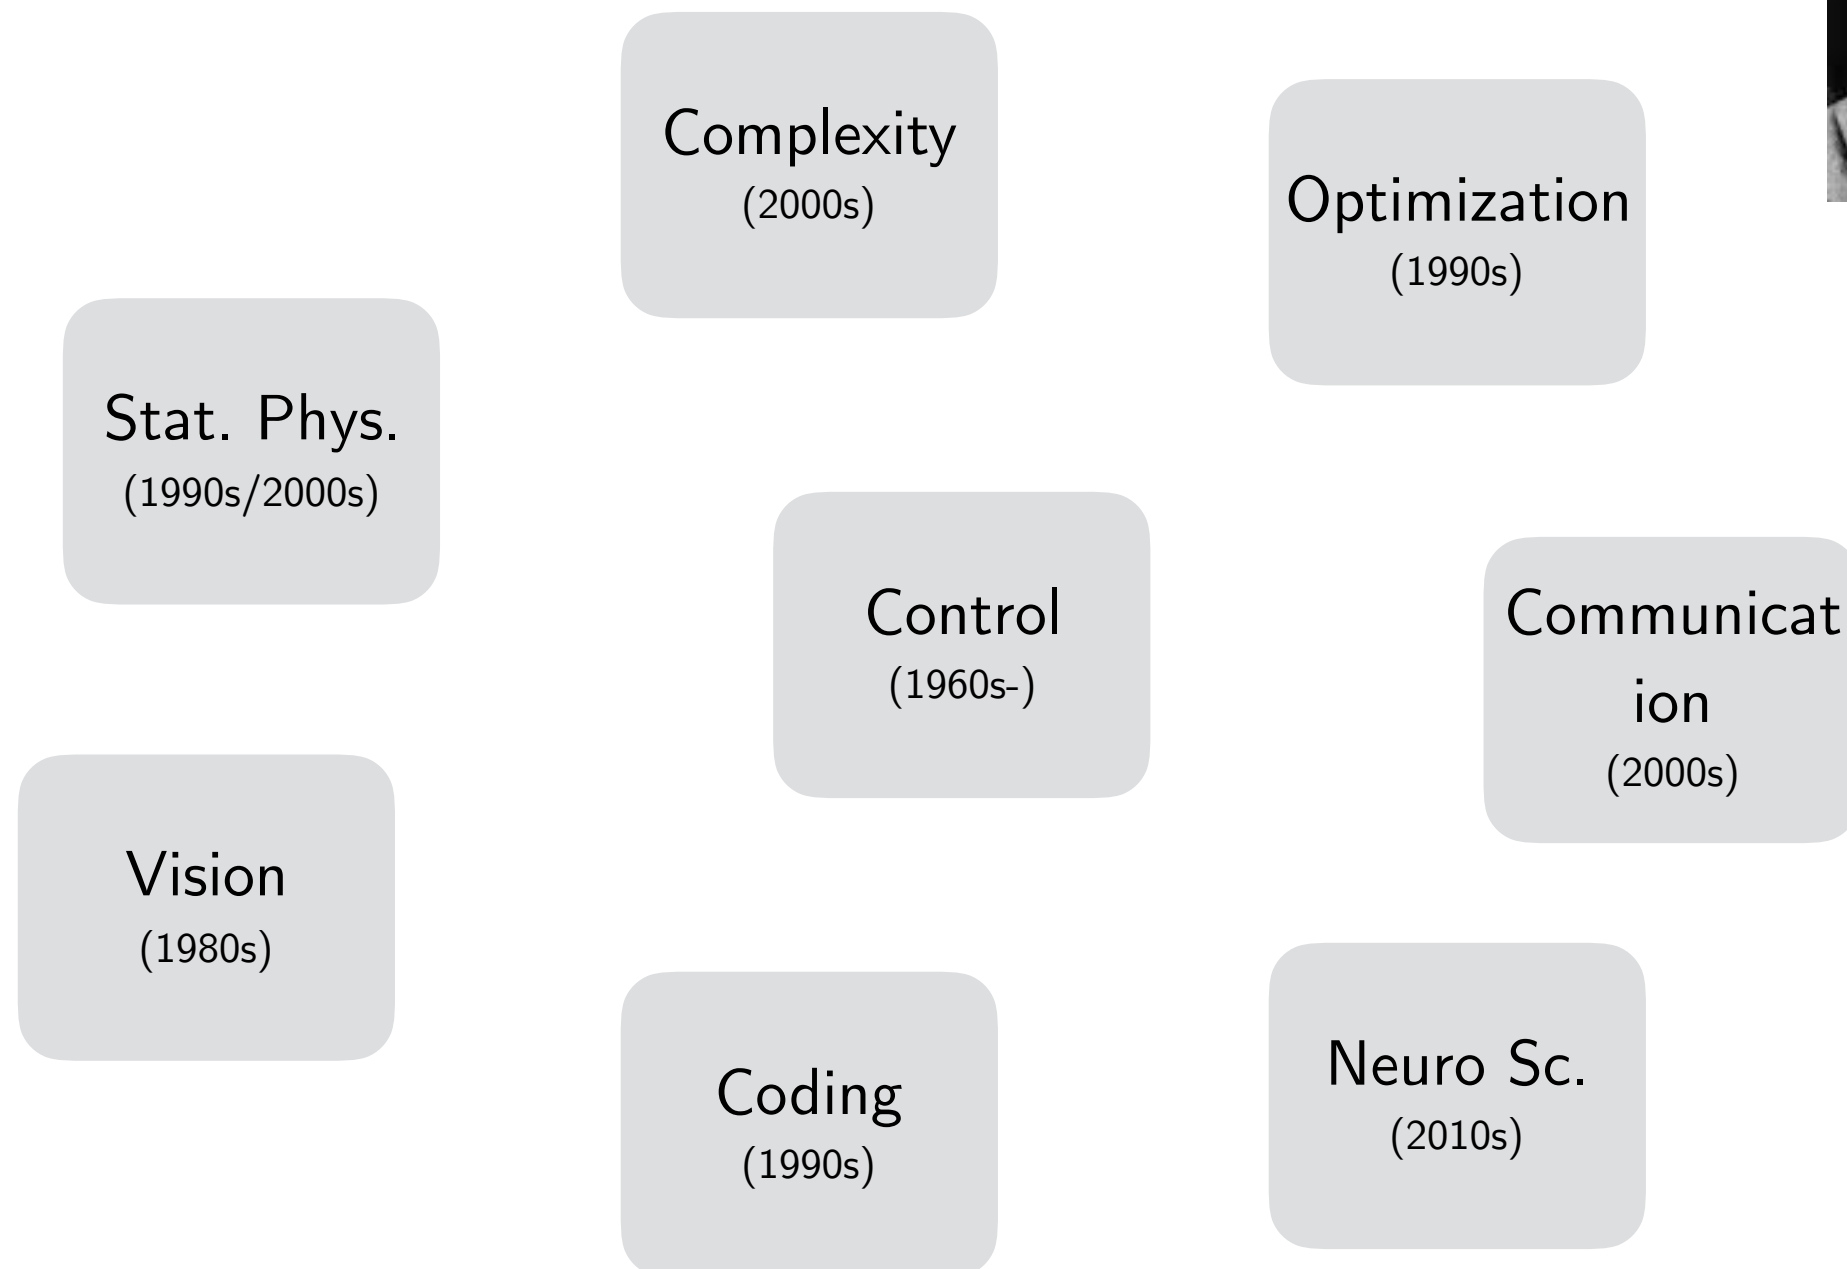 Complexity
(2000s)
Optimization
(1990s)
Stat. Phys.
(1990s/2000s)
Control
(1960s-)
Communicat
ion
(2000s)
Vision
(1980s)
Coding
(1990s)
Neuro Sc.
(2010s)